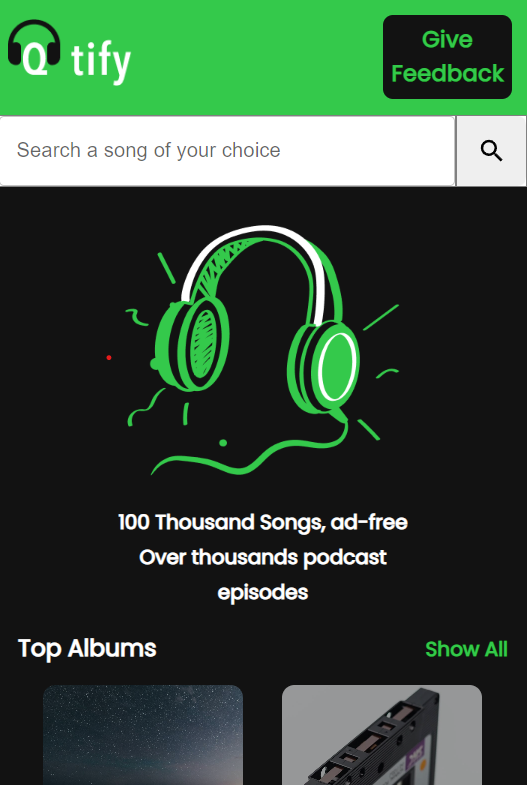 Q tify
Give
Feedback
Search a song of your choice
100 Thousand Songs, ad-free
Over thousands podcast
episodes
Top Albums
Show All